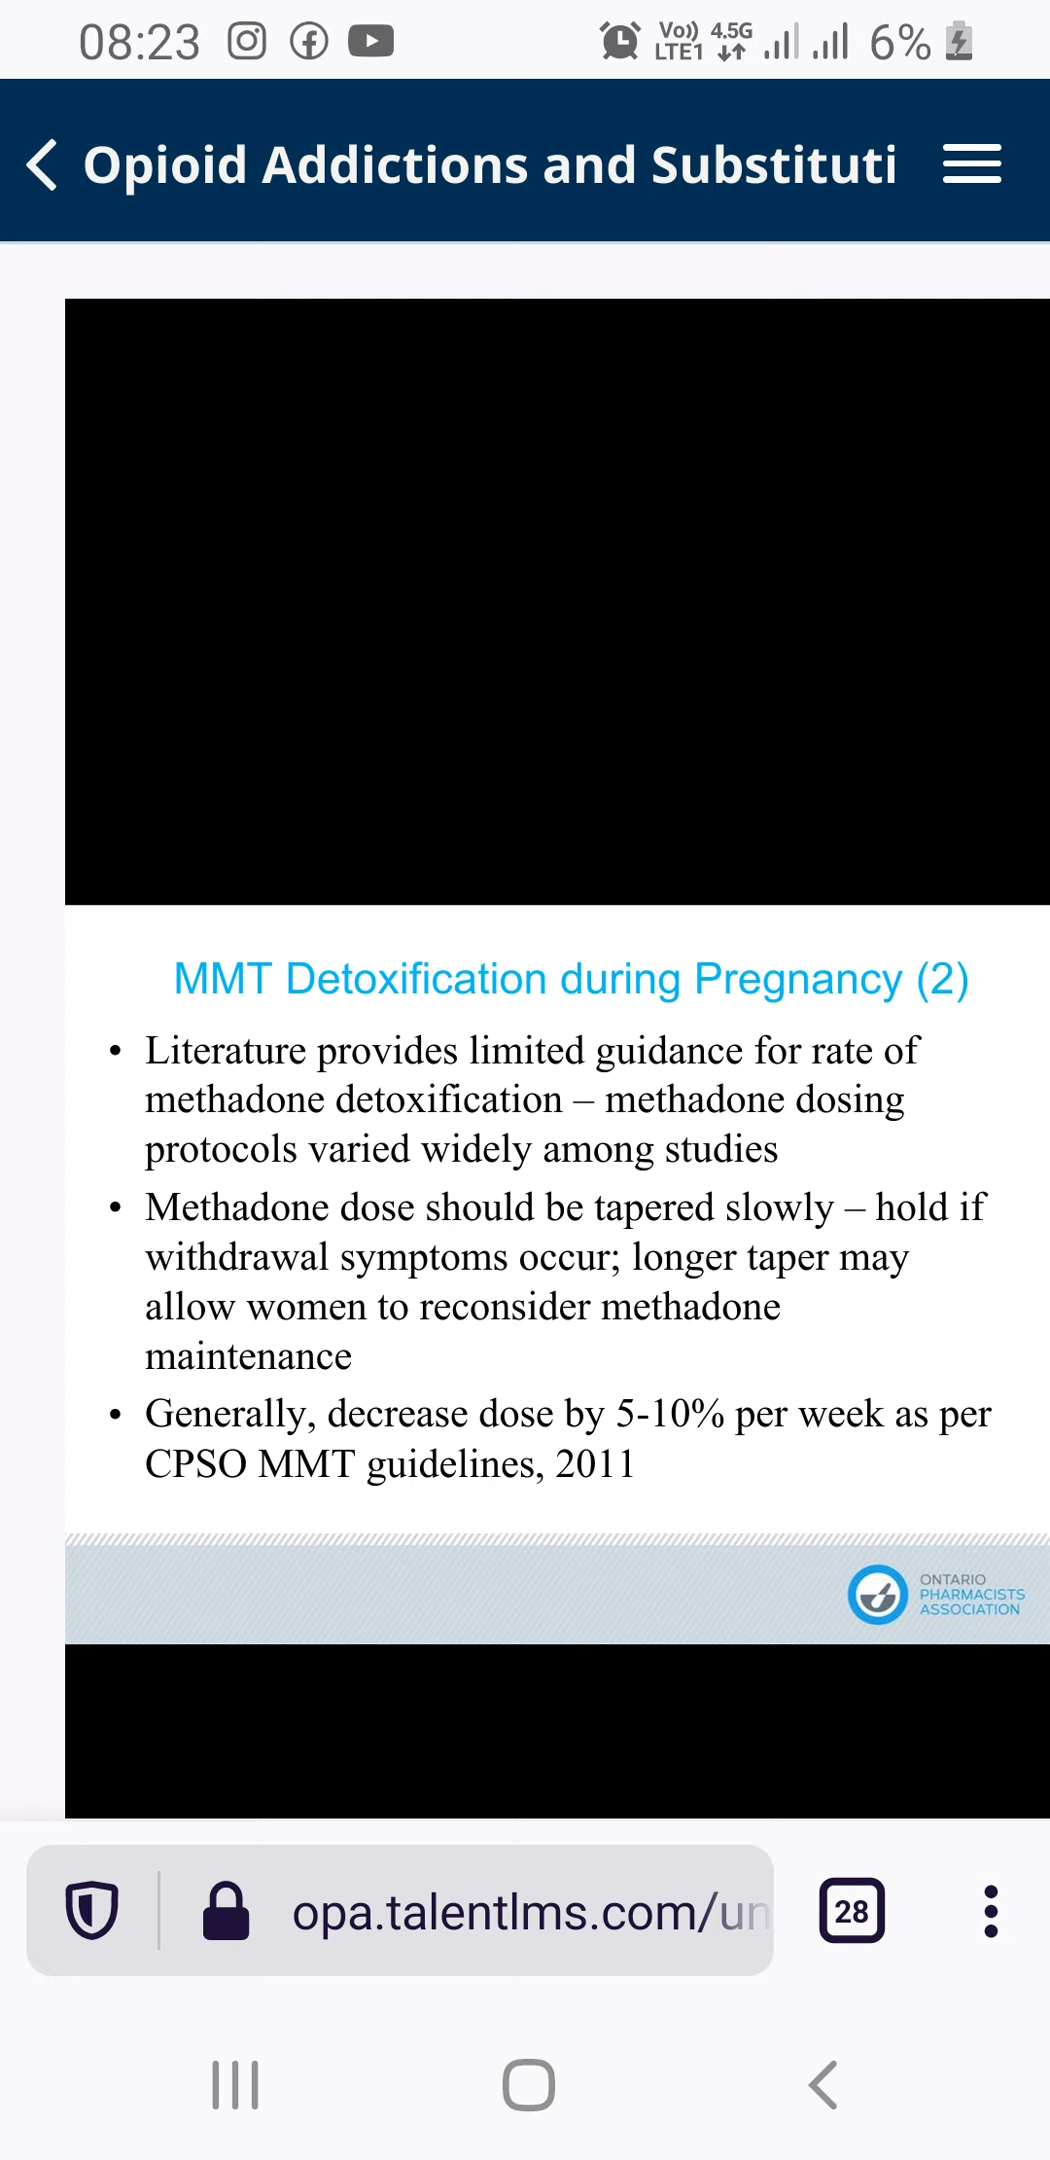 08:23 Vo)) LTE1 4.5G 6%
Opioid Addictions and Substituti
MMT Detoxification during Pregnancy (2)
• Literature provides limited guidance for rate of
methadone detoxification – methadone dosing
protocols varied widely among studies
• Methadone dose should be tapered slowly – hold if
withdrawal symptoms occur; longer taper may
allow women to reconsider methadone
maintenance
• Generally, decrease dose by 5-10% per week as per
CPSO MMT guidelines, 2011
ONTARIO
PHARMACISTS
ASSOCIATION
opa.talentlms.com/un 28